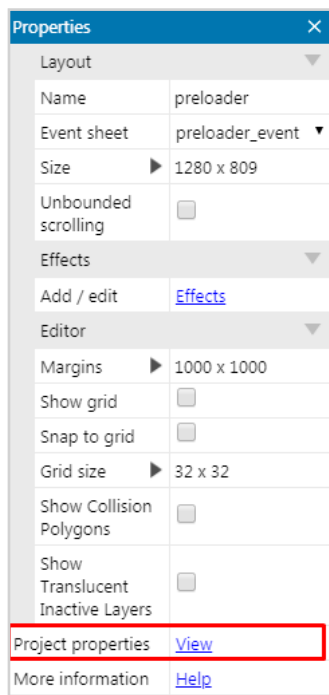 Properties
Layout
Name preloader
Event sheet preloader_event
Size 1280 x 809
Unbounded
scrolling
Effects
Add / edit Effects
Editor
Margins 1000 x 1000
Show grid
Snap to grid
Grid size 32 x 32
Show Collision
Polygons
Show
Translucent
Inactive Layers
Project properties View
More information Help